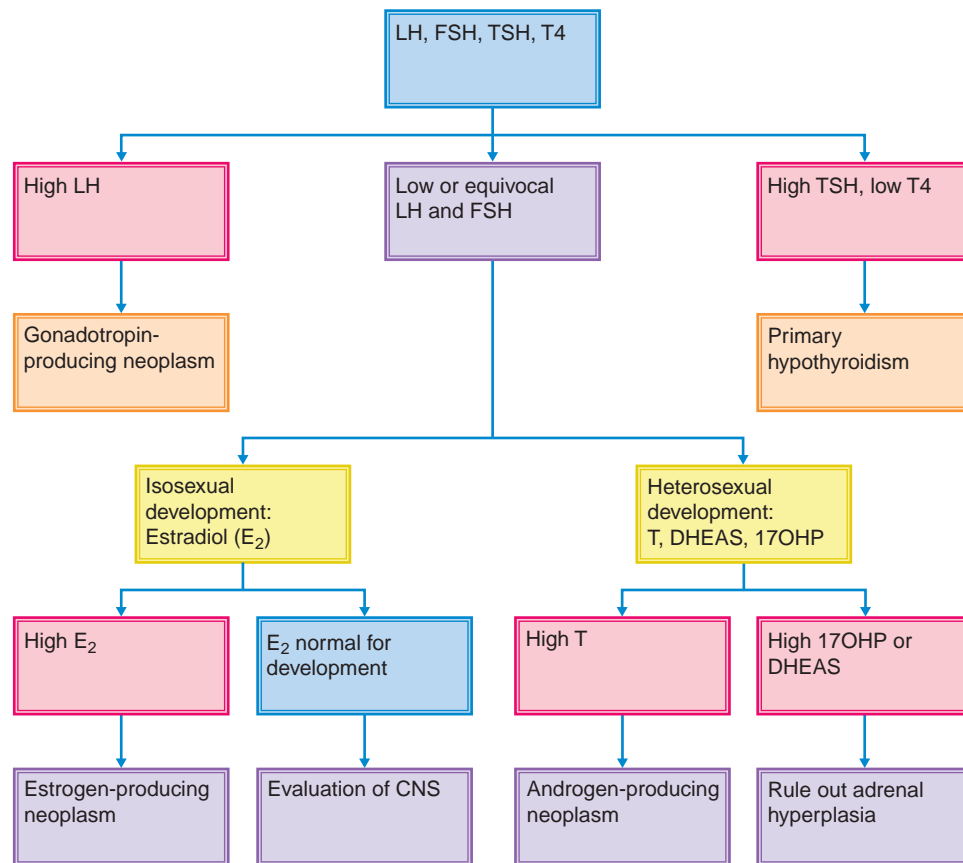 LH, FSH, TSH, T4
High LH
Low or equivocal
LH and FSH
High TSH, low T4
Gonadotropin-
producing neoplasm
Primary
hypothyroidism
Isosexual
development:
Estradiol (E₂)
Heterosexual
development:
T, DHEAS, 17OHP
High E₂
E₂ normal for
development
High T
High 17OHP or
DHEAS
Estrogen-producing
neoplasm
Evaluation of CNS
Androgen-producing
neoplasm
Rule out adrenal
hyperplasia